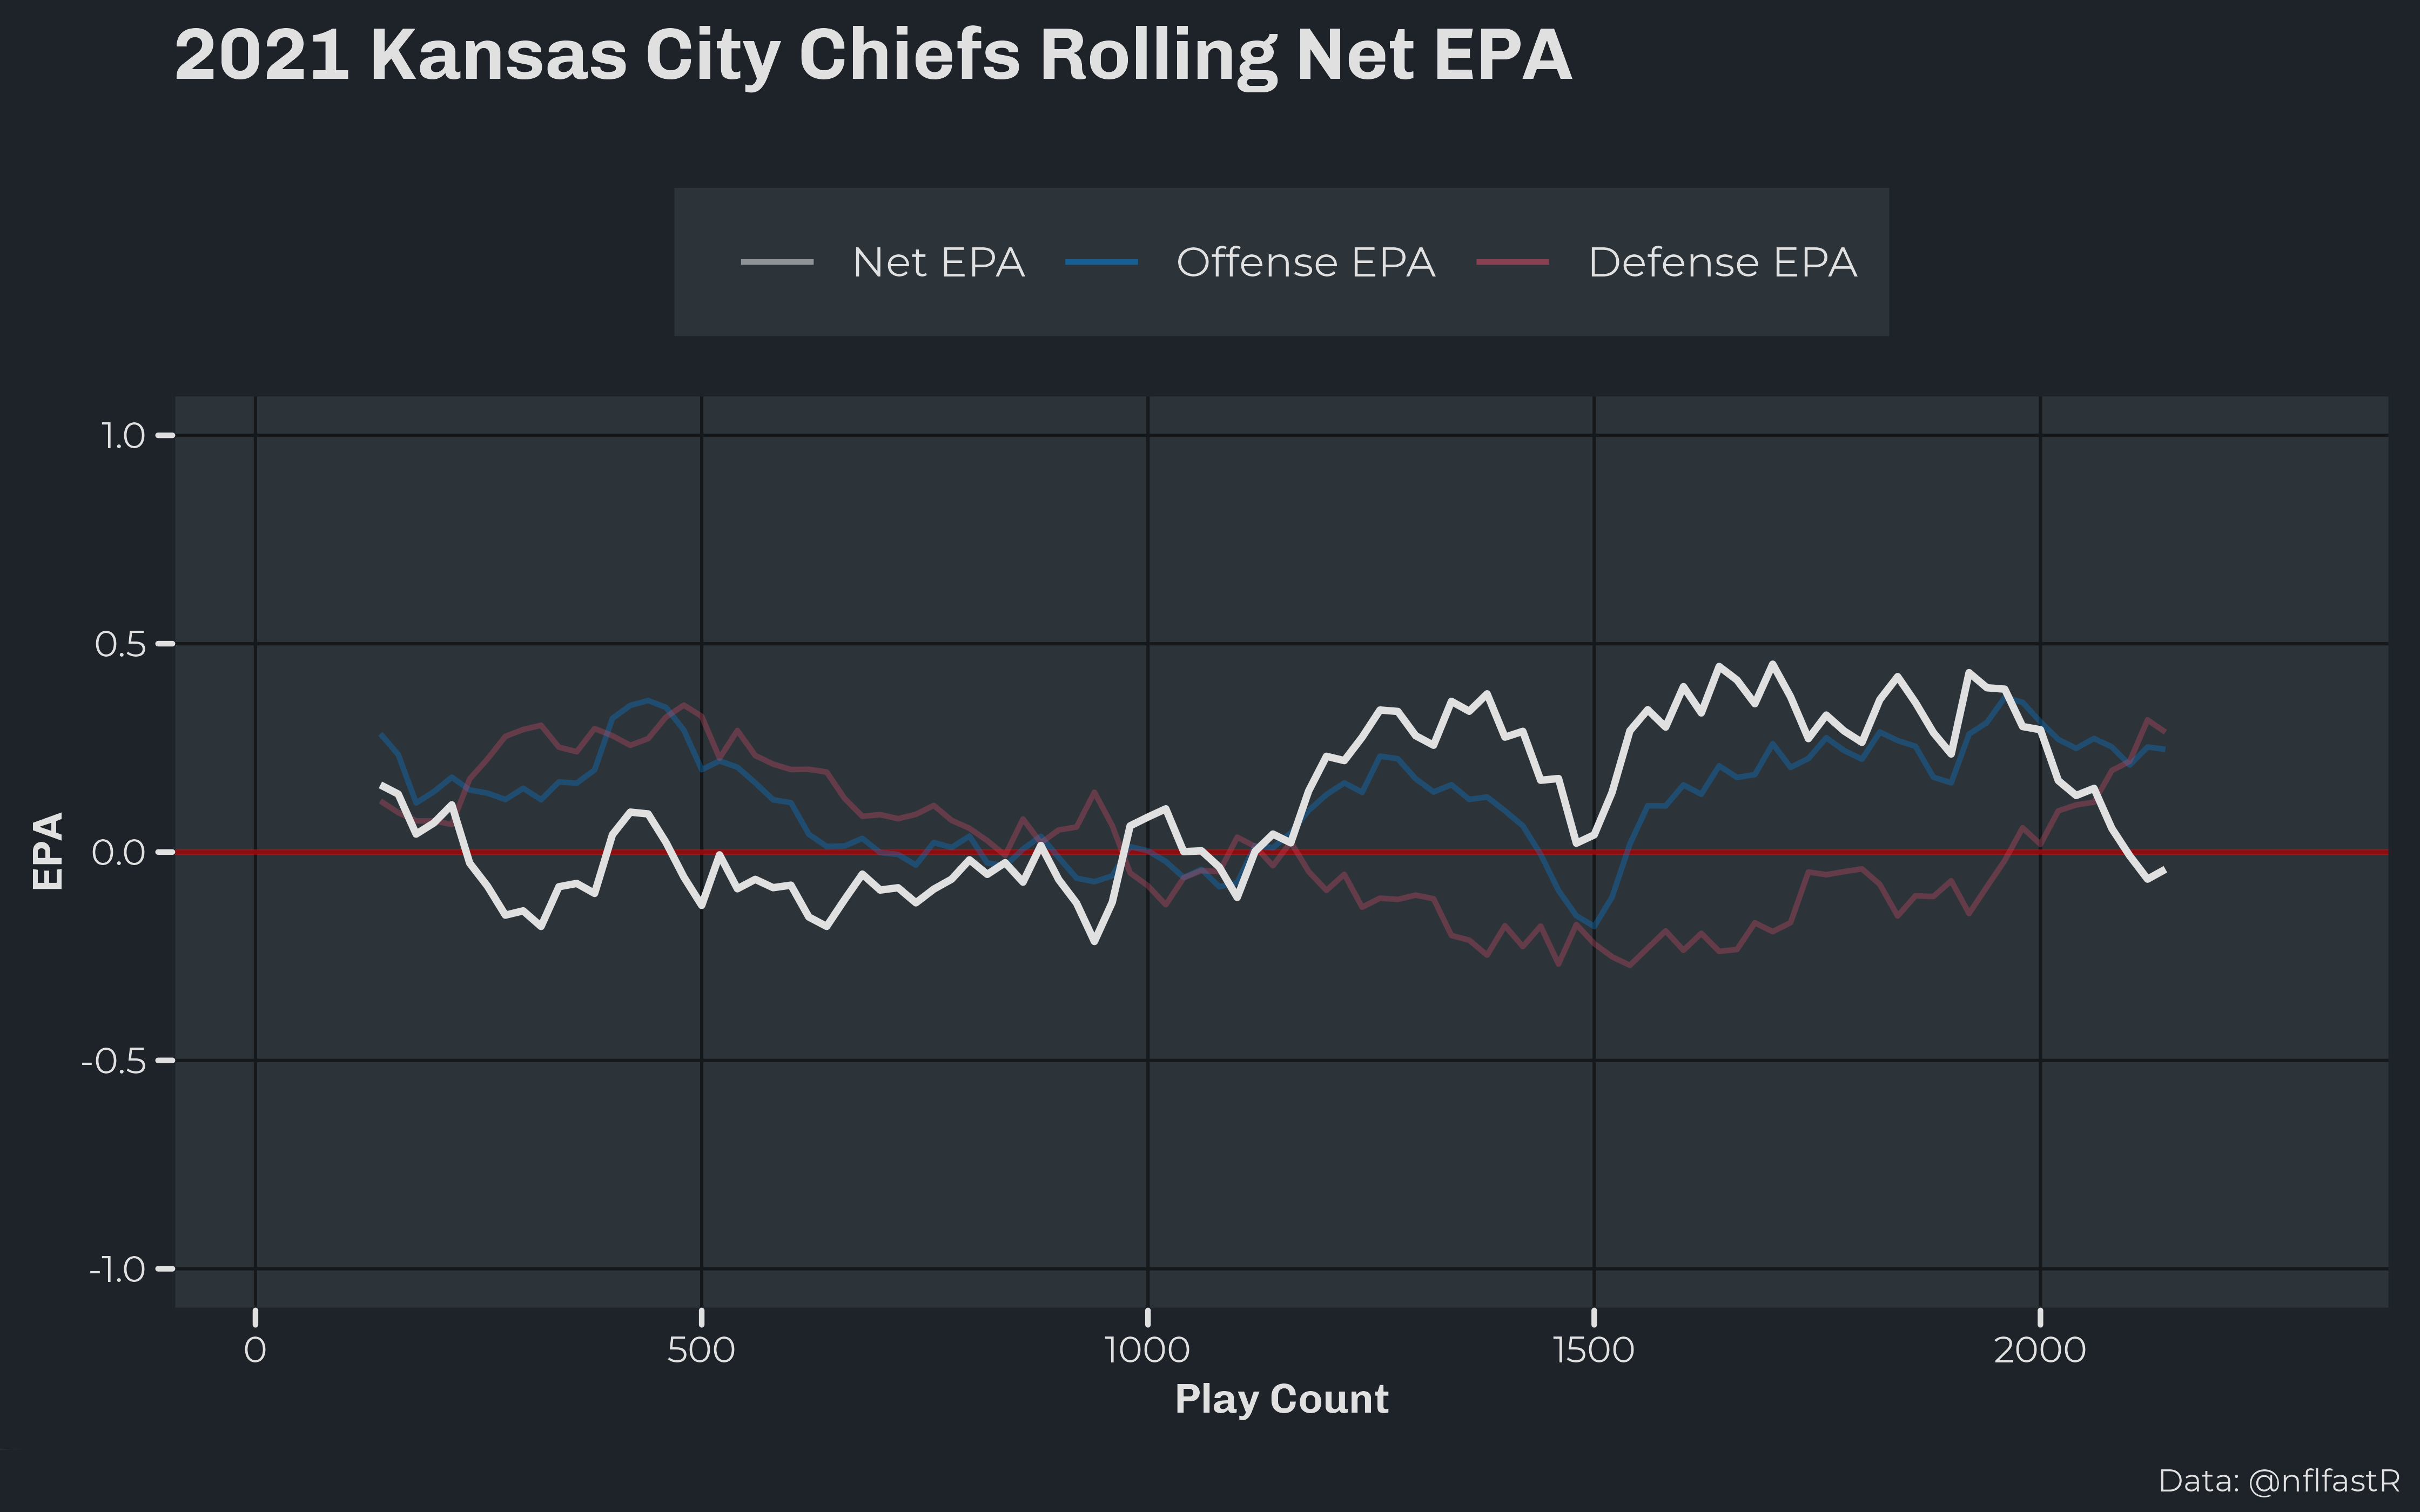 2021 Kansas City Chiefs Rolling Net EPA
Net EPA Offense EPA Defense EPA
1.0
0.5
0.0
-0.5
-1.0
EPA
0 500 1000 1500 2000
Play Count
Data: @nflfastR